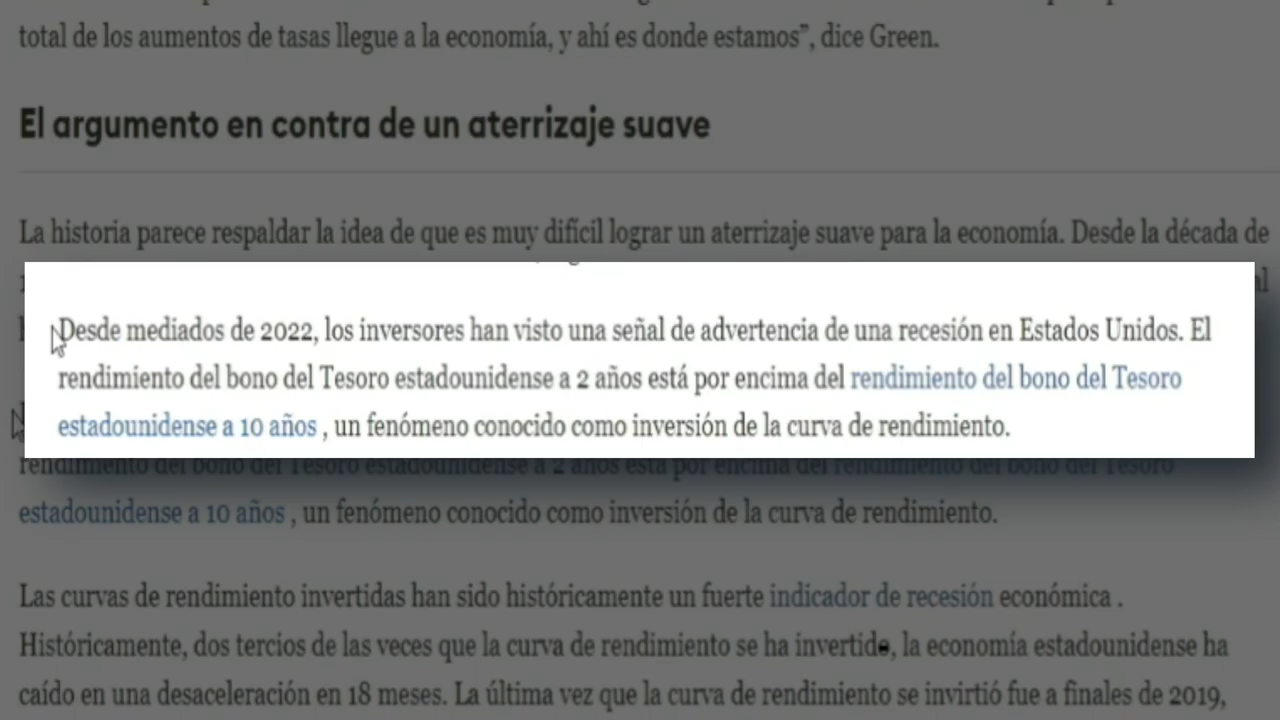 total de los aumentos de tasas llegue a la economía, y ahí es donde estamos”, dice Green.
El argumento en contra de un aterrizaje suave
La historia parece respaldar la idea de que es muy difícil lograr un aterrizaje suave para la economía. Desde la década de
Desde mediados de 2022, los inversores han visto una señal de advertencia de una recesión en Estados Unidos. El
rendimiento del bono del Tesoro estadounidense a 2 años está por encima del rendimiento del bono del Tesoro
estadounidense a 10 años , un fenómeno conocido como inversión de la curva de rendimiento.
rendimiento del bono del Tesoro estadounidense a 2 años está por encima del rendimiento del bono del Tesoro
estadounidense a 10 años , un fenómeno conocido como inversión de la curva de rendimiento.
Las curvas de rendimiento invertidas han sido históricamente un fuerte indicador de recesión económica .
Históricamente, dos tercios de las veces que la curva de rendimiento se ha invertido, la economía estadounidense ha
caído en una desaceleración en 18 meses. La última vez que la curva de rendimiento se invirtió fue a finales de 2019,